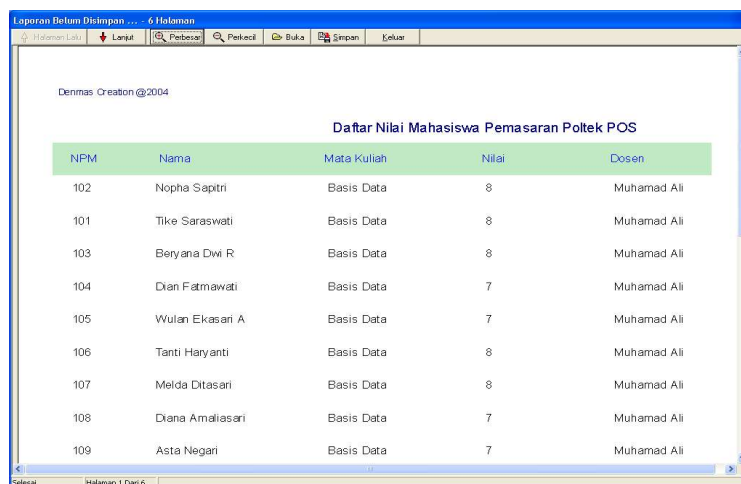 Laporan Belum Disimpan ... - 6 Halaman
Halaman Lalu Lanjut Perbesar Perkecil Buka Simpan Keluar
Denmas Creation @2004
Daftar Nilai Mahasiswa Pemasaran Poltek POS
NPM Nama Mata Kuliah Nilai Dosen
102 Nopha Sapitri Basis Data 8 Muhamad Ali
101 Tike Saraswati Basis Data 8 Muhamad Ali
103 Beryana Dwi R Basis Data 8 Muhamad Ali
104 Dian Fatmawati Basis Data 7 Muhamad Ali
105 Wulan Ekasari A Basis Data 7 Muhamad Ali
106 Tanti Haryanti Basis Data 8 Muhamad Ali
107 Melda Ditasari Basis Data 8 Muhamad Ali
108 Diana Amaliasari Basis Data 7 Muhamad Ali
109 Asta Negari Basis Data 7 Muhamad Ali
Selesai Halaman 1 Dari 6